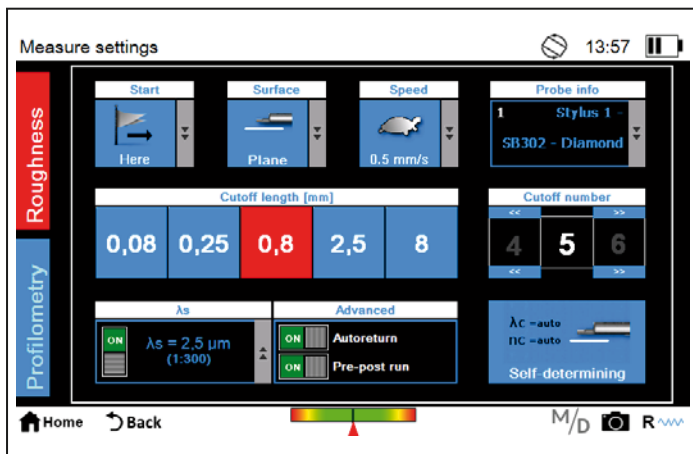 Measure settings
13:57
Roughness
Profilometry
Start
Here
Surface
Plane
Speed
0.5 mm/s
Probe info
1 Stylus 1 -
SB302 - Diamond
Cutoff length [mm]
0,08 0,25 0,8 2,5 8
Cutoff number
<< >>
4 5 6
<< >>
λs
ON
λs = 2,5 µm
(1:300)
Advanced
ON Autoreturn
ON Pre-post run
λc =auto
nc =auto
Self-determining
Home
Back
M/D
R